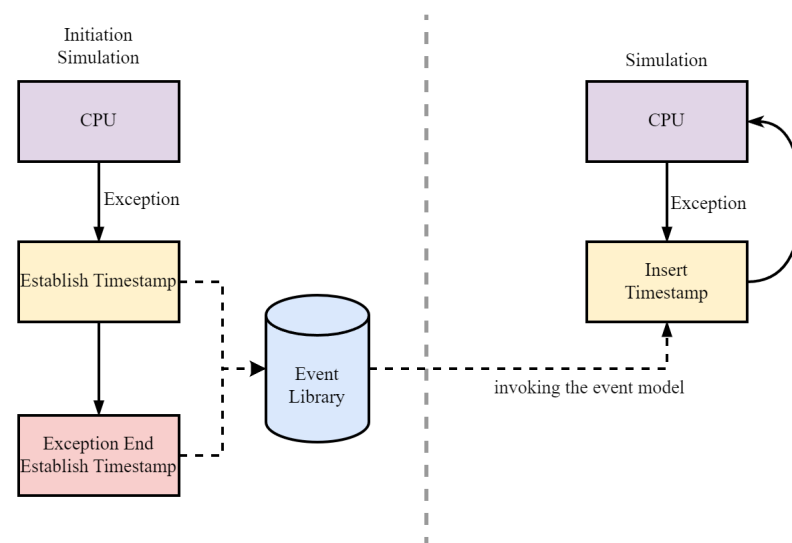 Initiation
Simulation
CPU
Exception
Establish Timestamp
Exception End
Establish Timestamp
Event
Library
Simulation
CPU
Exception
Insert
Timestamp
invoking the event model